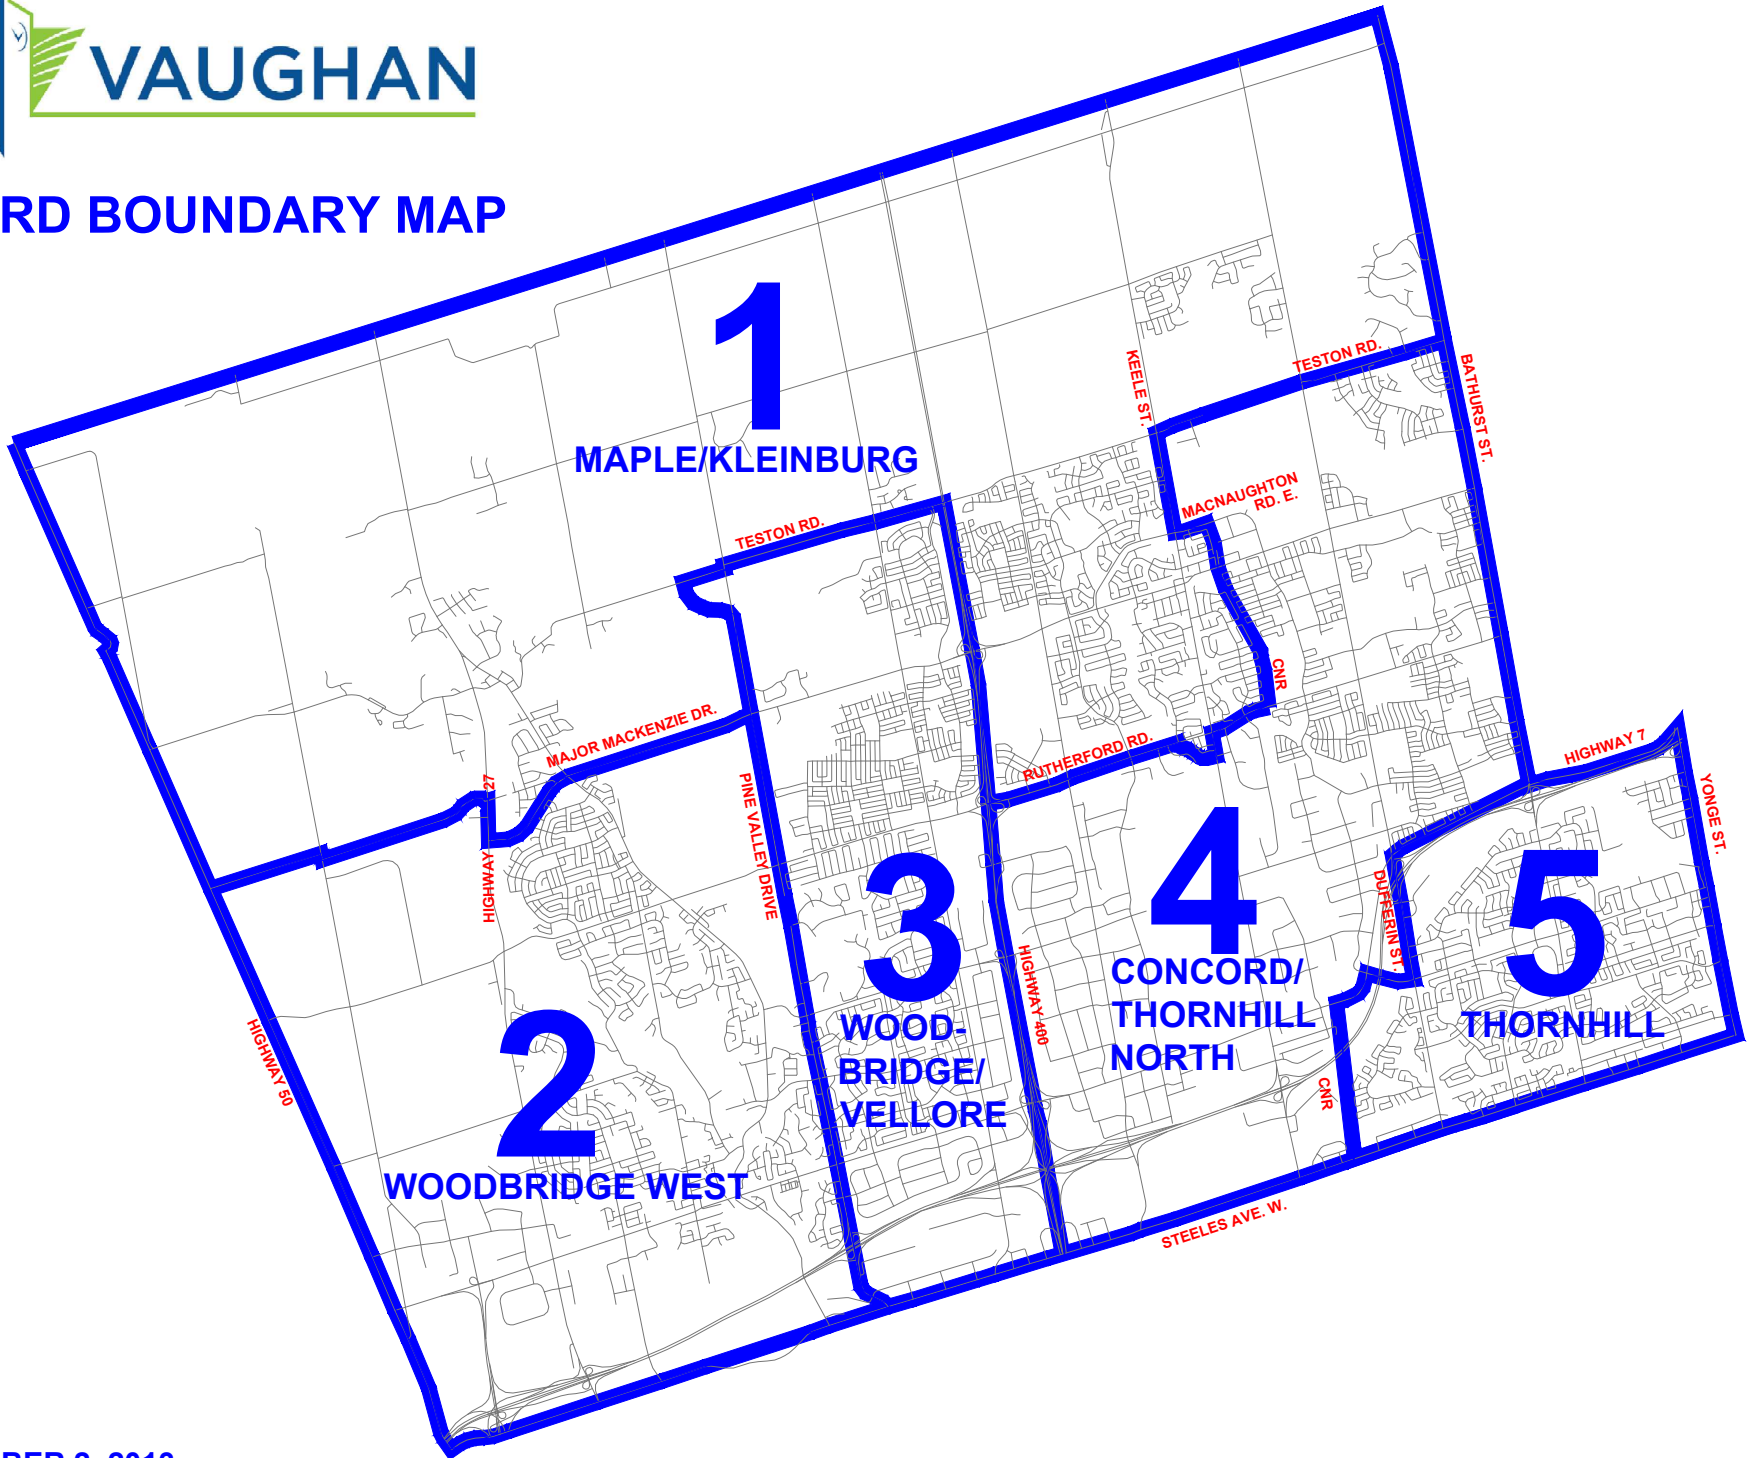 VAUGHAN
RD BOUNDARY MAP
1
MAPLE/KLEINBURG
TESTON RD.
KEELE ST.
BATHURST ST.
TESTON RD.
MACNAUGHTON
RD. E.
CNR
MAJOR MACKENZIE DR.
HIGHWAY 27
PINE VALLEY DRIVE
RUTHERFORD RD.
HIGHWAY 7
YONGE ST.
DUFFERIN ST.
3
WOOD-
BRIDGE/
VELLORE
HIGHWAY 400
4
CONCORD/
THORNHILL
NORTH
5
THORNHILL
CNR
HIGHWAY 50
2
WOODBRIDGE WEST
STEELES AVE. W.